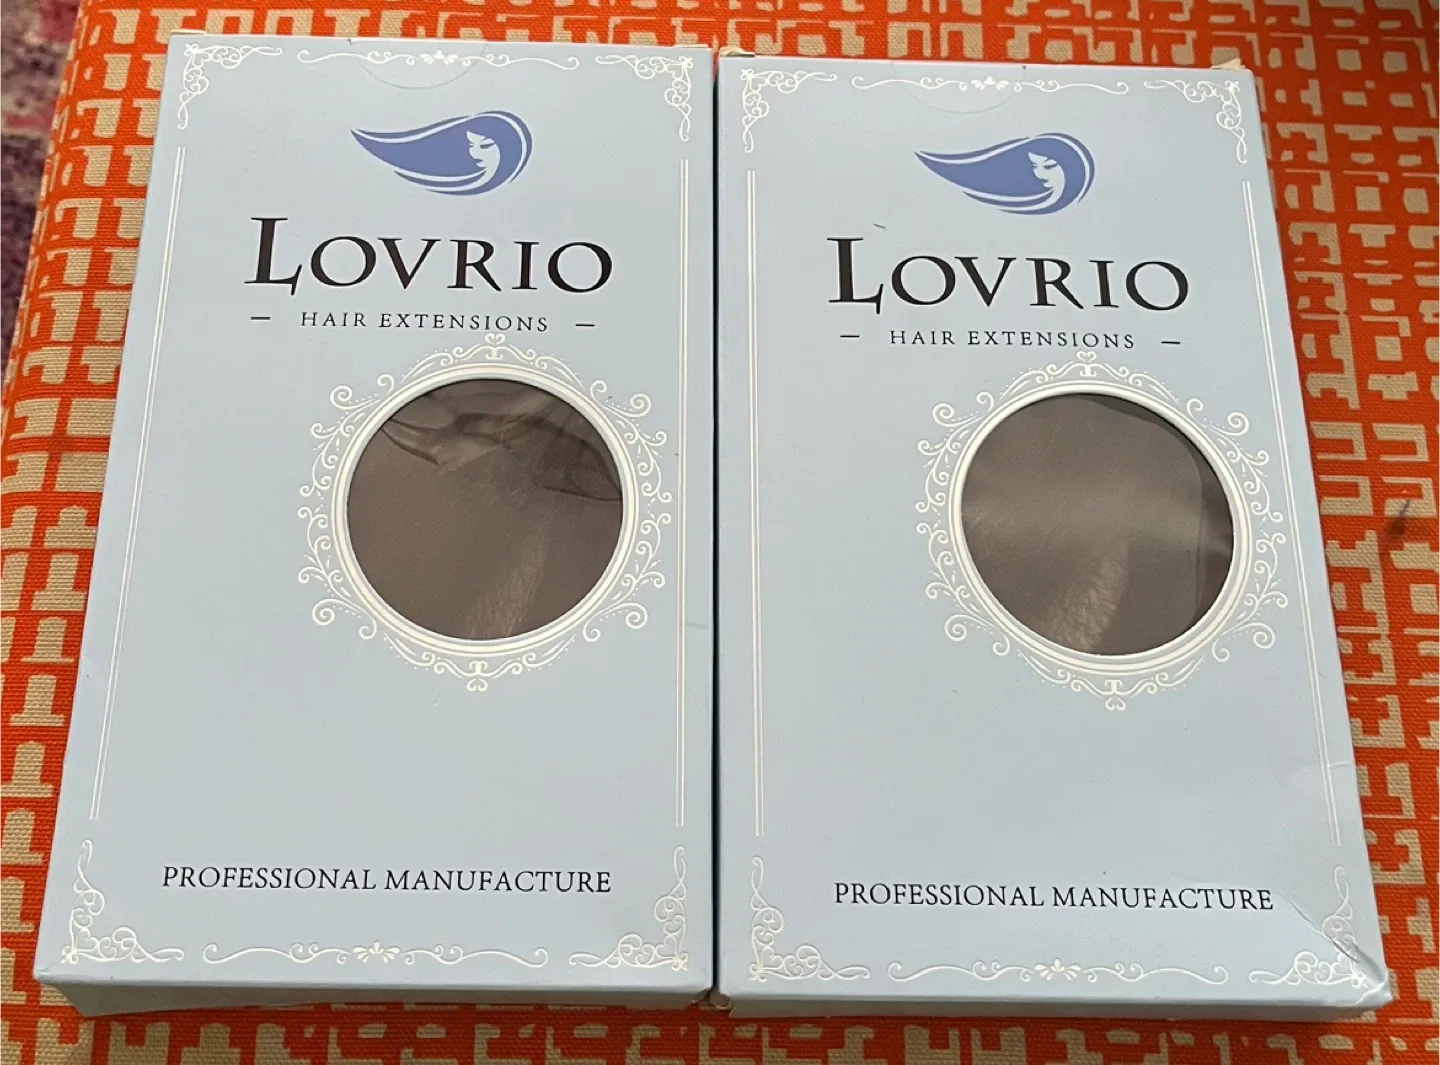 LOVRIO
— HAIR EXTENSIONS —
PROFESSIONAL MANUFACTURE
LOVRIO
— HAIR EXTENSIONS —
PROFESSIONAL MANUFACTURE